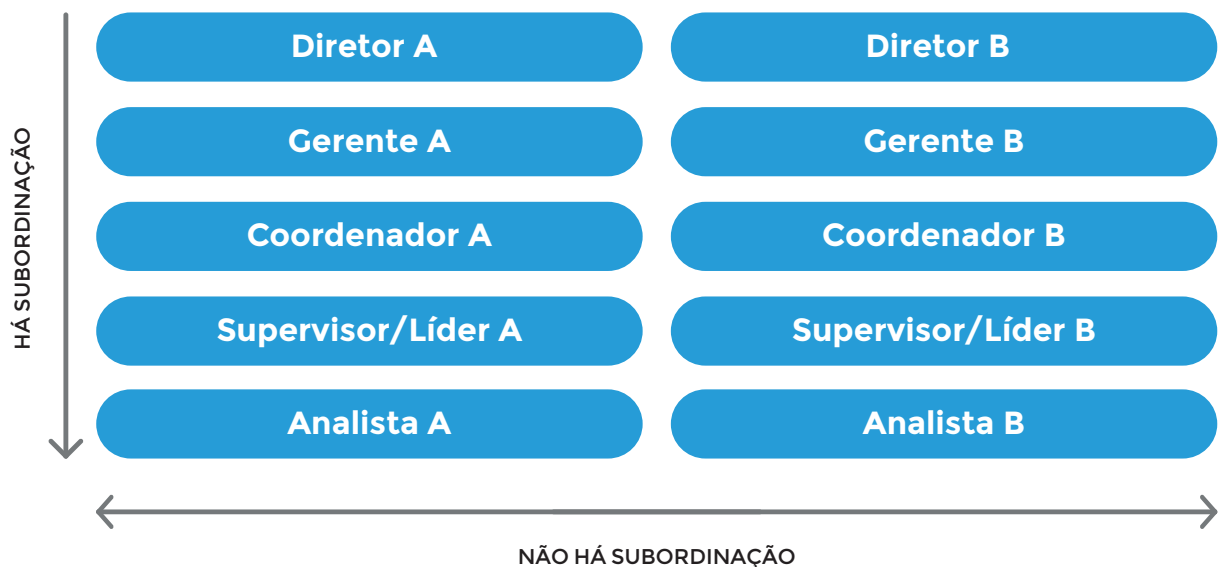 HÁ SUBORDINAÇÃO
Diretor A
Diretor B
Gerente A
Gerente B
Coordenador A
Coordenador B
Supervisor/Líder A
Supervisor/Líder B
Analista A
Analista B
NÃO HÁ SUBORDINAÇÃO